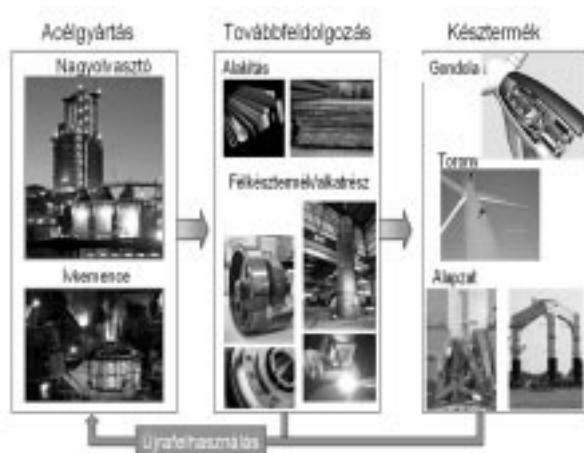 Acélgyártás
Nagyolvasztó
Ívkemence
Továbbfeldolgozás
Alakítás
Félkésztermék/alkatrész
Késztermék
Gondola
Torony
Alapzat
Újrafelhasználás